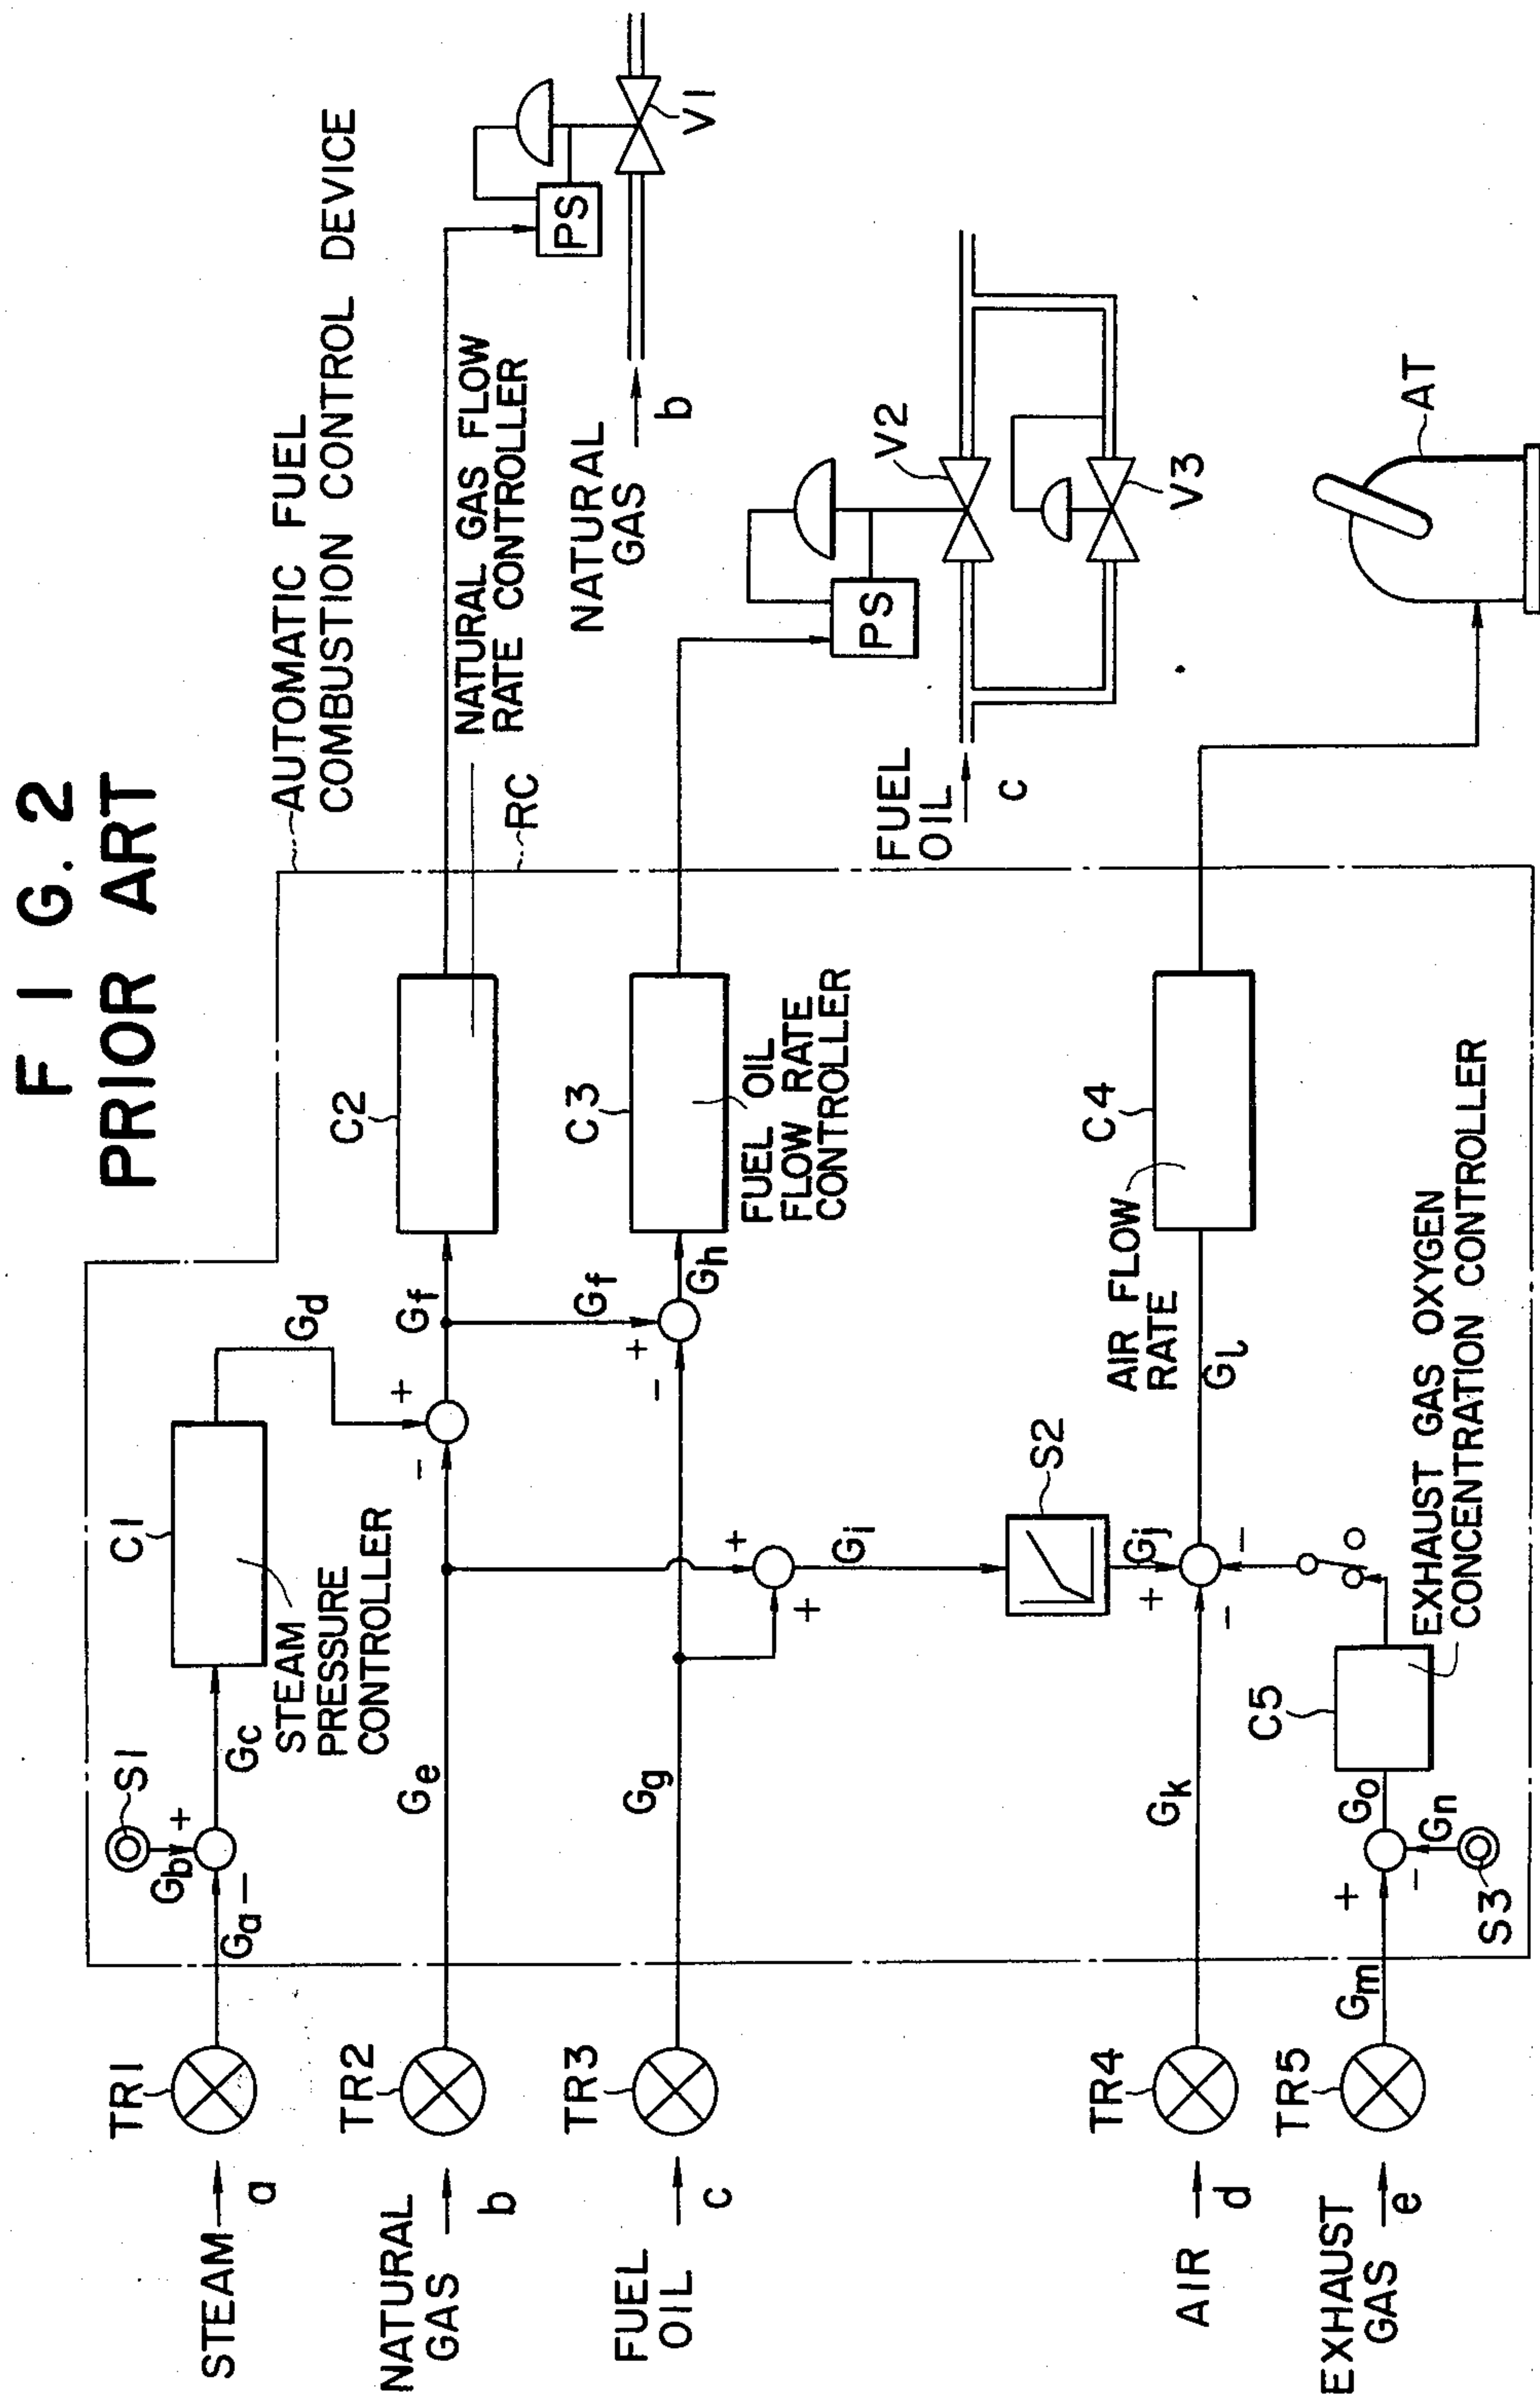 FIG. 2
PRIOR ART
AUTOMATIC FUEL
COMBUSTION CONTROL DEVICE
RC
STEAM
a
TR1
Ga
-
Gb
+
S1
Gc
C1
STEAM
PRESSURE
CONTROLLER
Gd
+
-
NATURAL
GAS
b
TR2
Ge
Gf
C2
NATURAL GAS FLOW
RATE CONTROLLER
PS
V1
NATURAL
GAS
b
FUEL
OIL
c
TR3
Gg
Gf
+
-
Gh
C3
FUEL OIL
FLOW RATE
CONTROLLER
PS
V2
V3
FUEL
OIL
c
+
+
Gi
S2
Gj
+
-
-
AIR
d
TR4
Gk
Gl
AIR FLOW
RATE
C4
AT
EXHAUST
GAS
e
TR5
Gm
+
-
Gn
S3
Go
C5
EXHAUST GAS OXYGEN
CONCENTRATION CONTROLLER